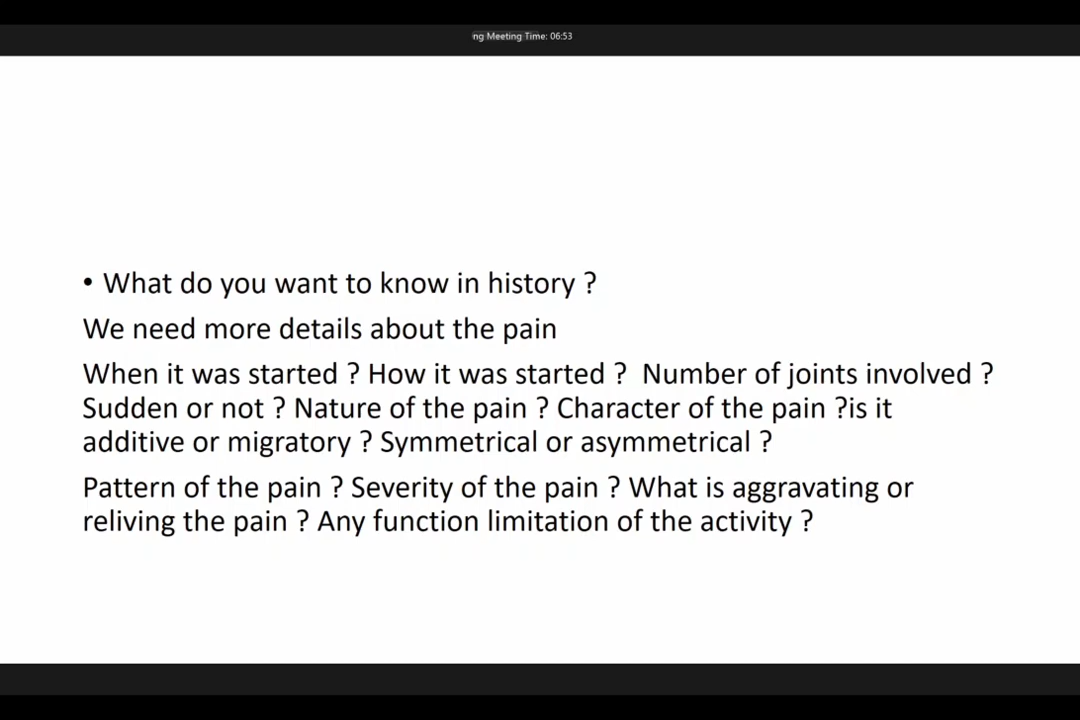 ng Meeting Time: 06:53
• What do you want to know in history ?
We need more details about the pain
When it was started ? How it was started ?  Number of joints involved ?
Sudden or not ? Nature of the pain ? Character of the pain ?is it
additive or migratory ? Symmetrical or asymmetrical ?
Pattern of the pain ? Severity of the pain ? What is aggravating or
reliving the pain ? Any function limitation of the activity ?